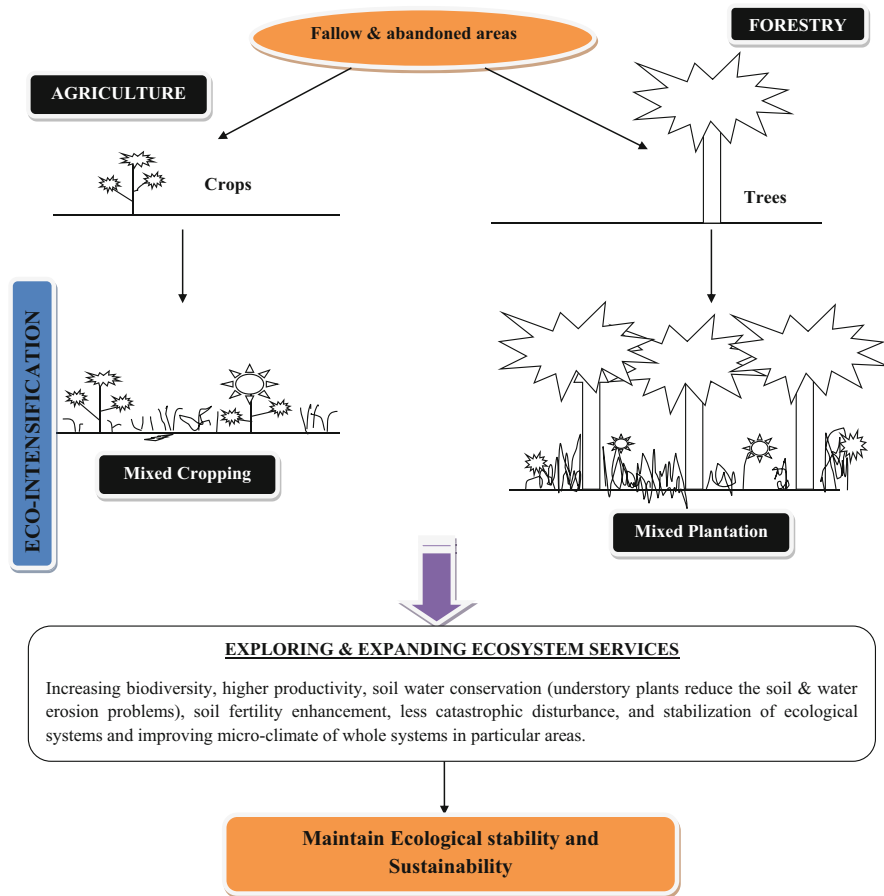 Fallow & abandoned areas
FORESTRY
AGRICULTURE
Crops
Trees
ECO-INTENSIFICATION
Mixed Cropping
Mixed Plantation
EXPLORING & EXPANDING ECOSYSTEM SERVICES
Increasing biodiversity, higher productivity, soil water conservation (understory plants reduce the soil & water
erosion problems), soil fertility enhancement, less catastrophic disturbance, and stabilization of ecological
systems and improving micro-climate of whole systems in particular areas.
Maintain Ecological stability and
Sustainability